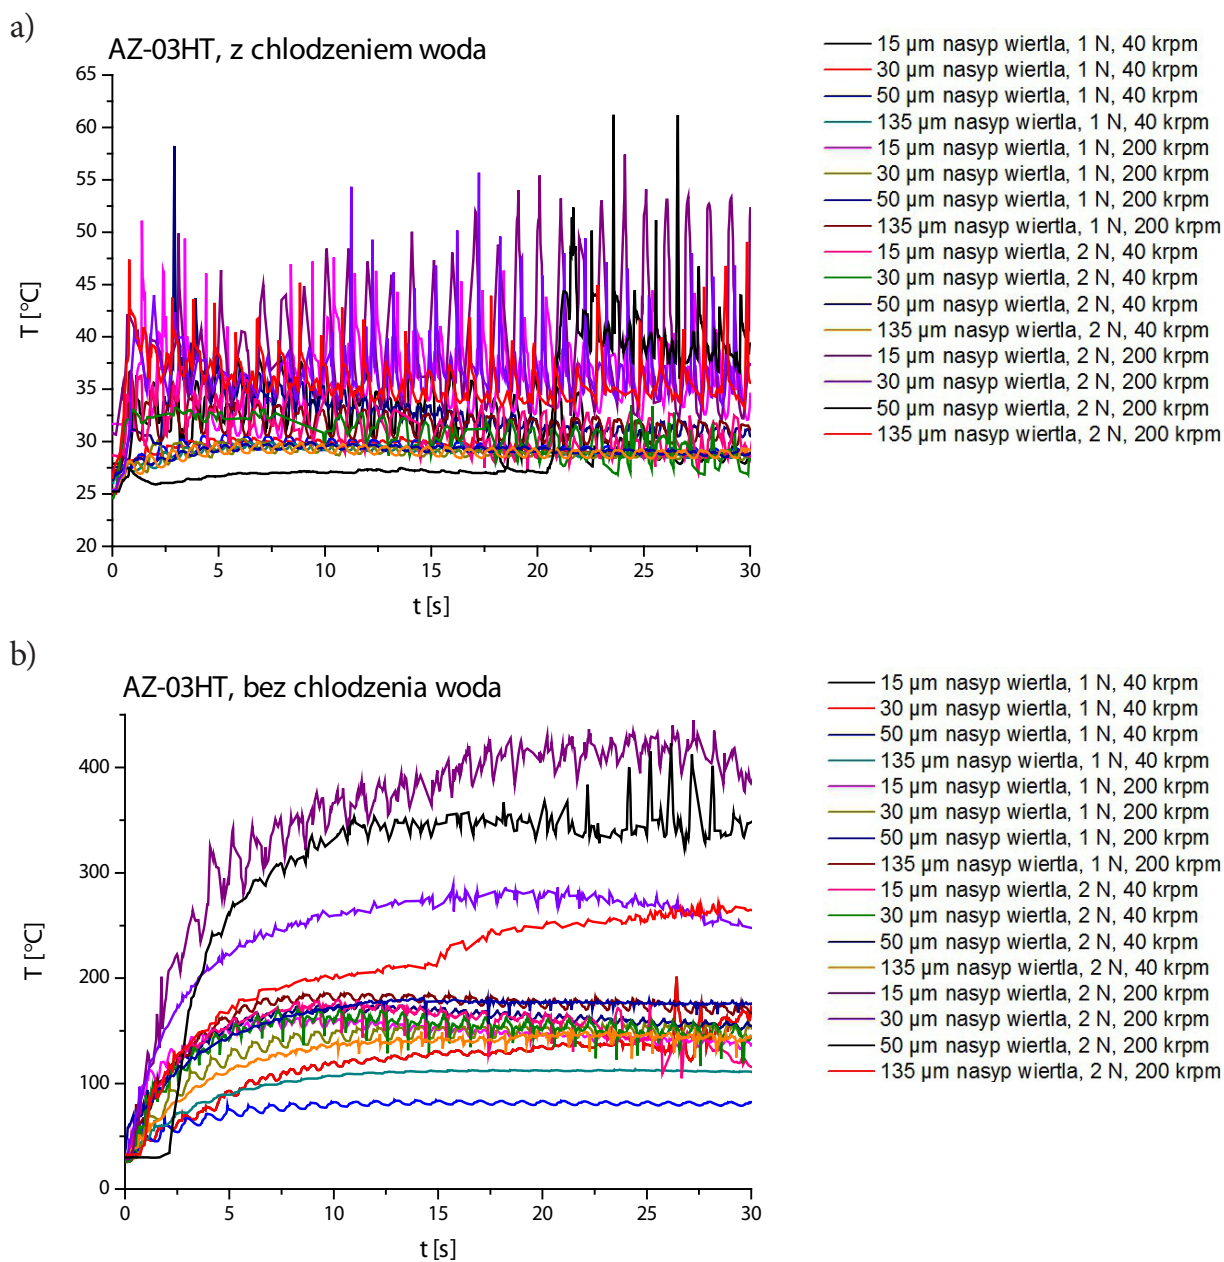 a)
AZ-03HT, z chlodzeniem woda
65
60
55
50
45
40
35
30
25
20
T [°C]
0 5 10 15 20 25 30
t [s]
15 µm nasyp wiertla, 1 N, 40 krpm
30 µm nasyp wiertla, 1 N, 40 krpm
50 µm nasyp wiertla, 1 N, 40 krpm
135 µm nasyp wiertla, 1 N, 40 krpm
15 µm nasyp wiertla, 1 N, 200 krpm
30 µm nasyp wiertla, 1 N, 200 krpm
50 µm nasyp wiertla, 1 N, 200 krpm
135 µm nasyp wiertla, 1 N, 200 krpm
15 µm nasyp wiertla, 2 N, 40 krpm
30 µm nasyp wiertla, 2 N, 40 krpm
50 µm nasyp wiertla, 2 N, 40 krpm
135 µm nasyp wiertla, 2 N, 40 krpm
15 µm nasyp wiertla, 2 N, 200 krpm
30 µm nasyp wiertla, 2 N, 200 krpm
50 µm nasyp wiertla, 2 N, 200 krpm
135 µm nasyp wiertla, 2 N, 200 krpm
b)
AZ-03HT, bez chlodzenia woda
400
300
200
100
0
T [°C]
0 5 10 15 20 25 30
t [s]
15 µm nasyp wiertla, 1 N, 40 krpm
30 µm nasyp wiertla, 1 N, 40 krpm
50 µm nasyp wiertla, 1 N, 40 krpm
135 µm nasyp wiertla, 1 N, 40 krpm
15 µm nasyp wiertla, 1 N, 200 krpm
30 µm nasyp wiertla, 1 N, 200 krpm
50 µm nasyp wiertla, 1 N, 200 krpm
135 µm nasyp wiertla, 1 N, 200 krpm
15 µm nasyp wiertla, 2 N, 40 krpm
30 µm nasyp wiertla, 2 N, 40 krpm
50 µm nasyp wiertla, 2 N, 40 krpm
135 µm nasyp wiertla, 2 N, 40 krpm
15 µm nasyp wiertla, 2 N, 200 krpm
30 µm nasyp wiertla, 2 N, 200 krpm
50 µm nasyp wiertla, 2 N, 200 krpm
135 µm nasyp wiertla, 2 N, 200 krpm